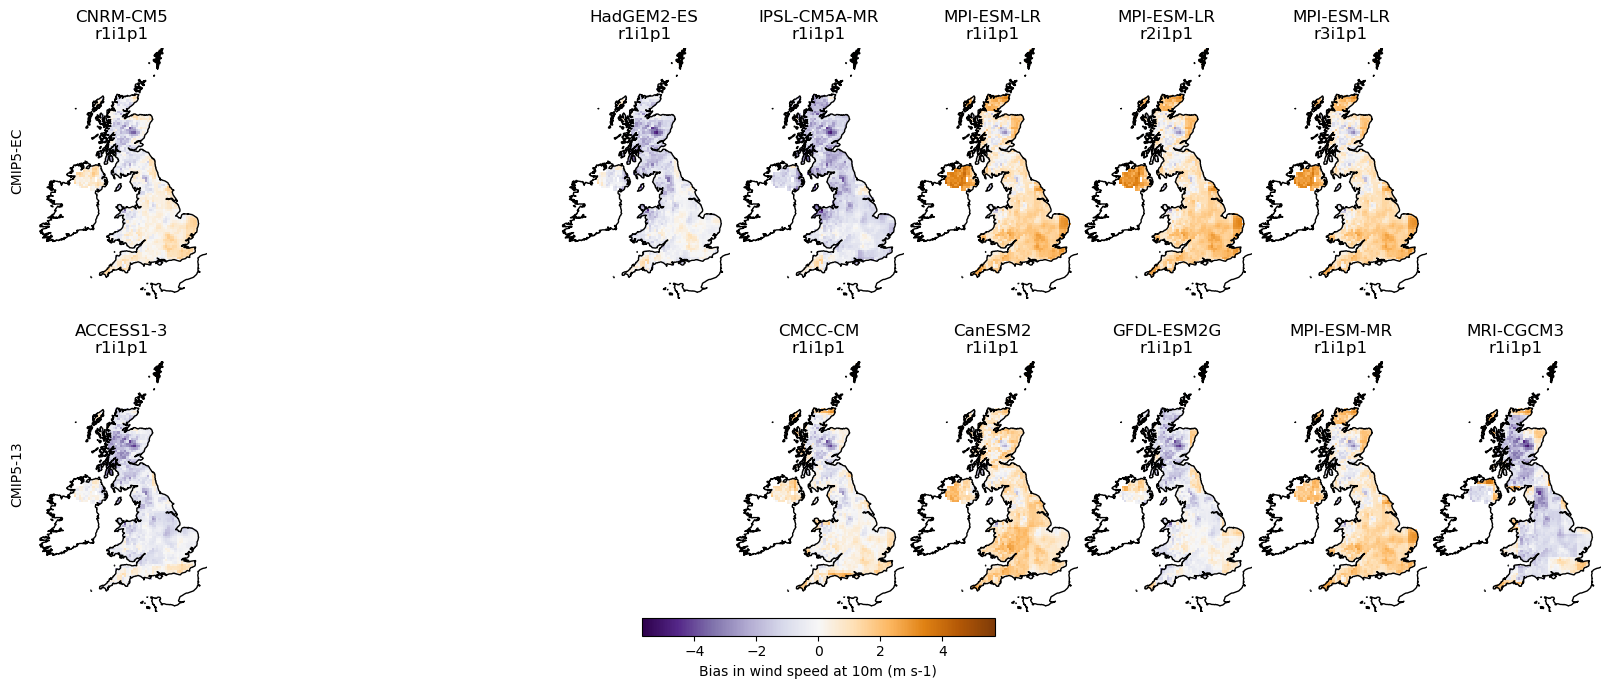 CNRM-CM5
r1i1p1
HadGEM2-ES
r1i1p1
IPSL-CM5A-MR
r1i1p1
MPI-ESM-LR
r1i1p1
MPI-ESM-LR
r2i1p1
MPI-ESM-LR
r3i1p1
CMIP5-EC
ACCESS1-3
r1i1p1
CMCC-CM
r1i1p1
CanESM2
r1i1p1
GFDL-ESM2G
r1i1p1
MPI-ESM-MR
r1i1p1
MRI-CGCM3
r1i1p1
CMIP5-13
−4 −2 0 2 4
Bias in wind speed at 10m (m s-1)